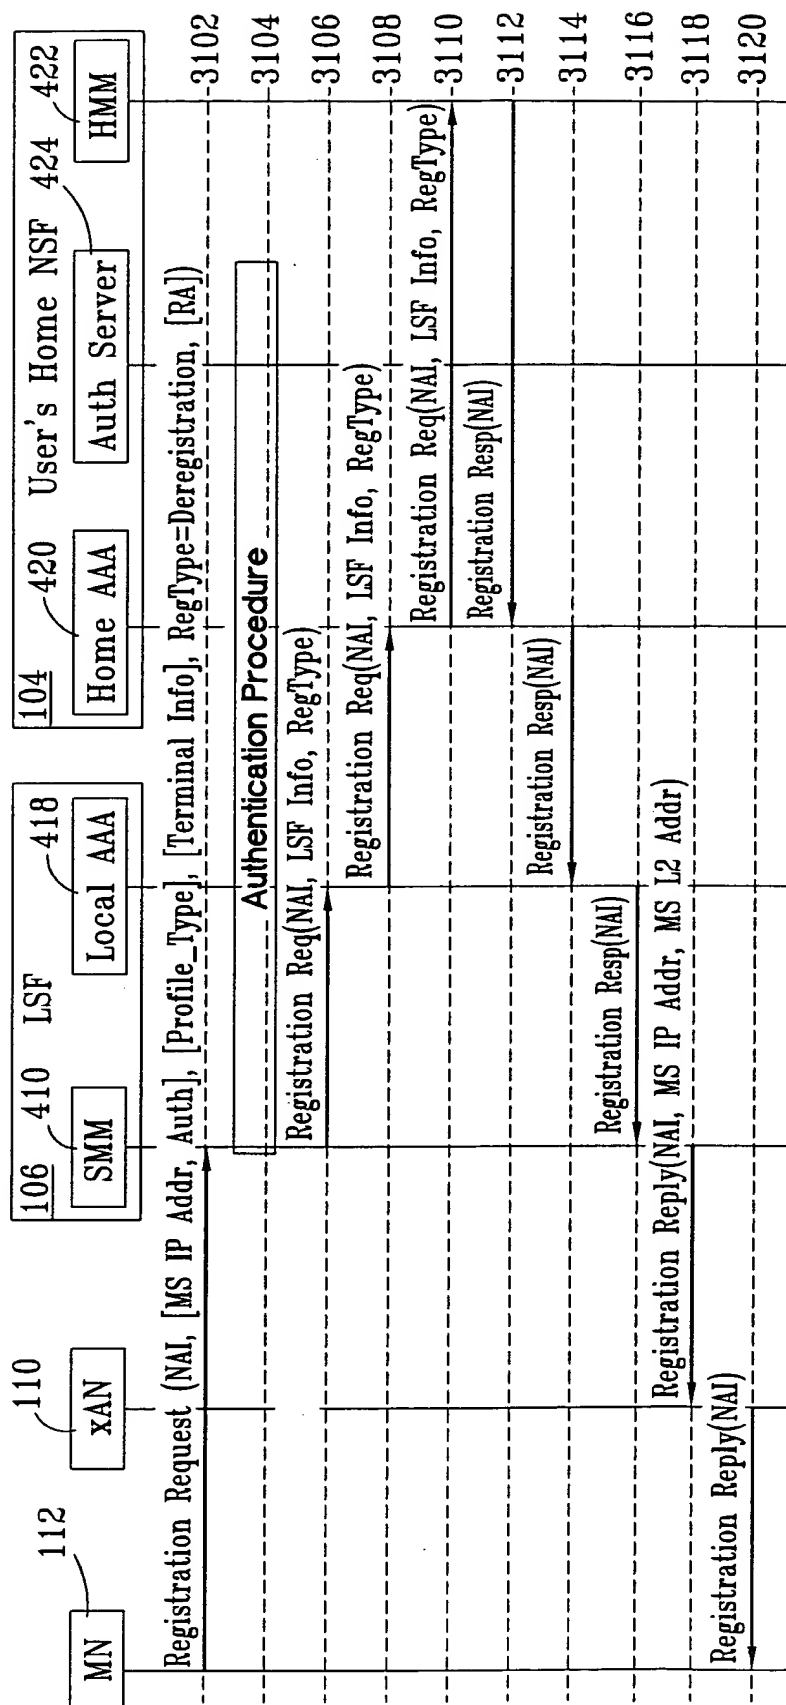 112
MN
110
xAN
106
LSF
410
SMM
418
Local AAA
104
User's Home NSF
420
Home AAA
424
Auth Server
422
HMM
Registration Request (NAI, [MS IP Addr, Auth], [Profile_Type], [Terminal Info], RegType=Deregistration, [RA])
3102
Authentication Procedure
3104
Registration Req(NAI, LSF Info, RegType)
3106
Registration Req(NAI, LSF Info, RegType)
3108
Registration Req(NAI, LSF Info, RegType)
3110
Registration Resp(NAI)
3112
Registration Resp(NAI)
3114
Registration Resp(NAI)
3116
Registration Reply(NAI, MS IP Addr, MS L2 Addr)
3118
Registration Reply(NAI)
3120